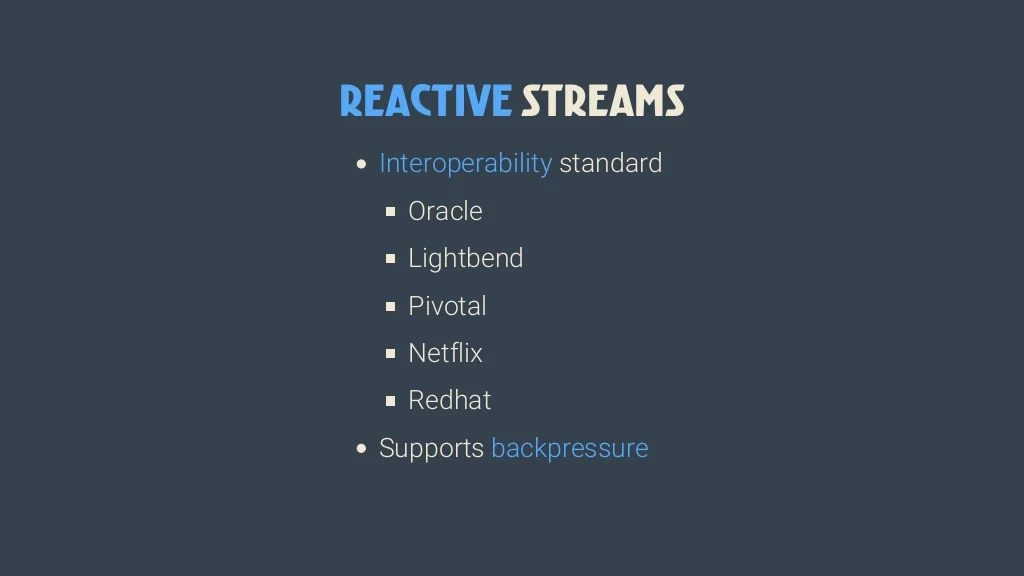 REACTIVE STREAMS
Interoperability standard
Oracle
Lightbend
Pivotal
Netflix
Redhat
Supports backpressure